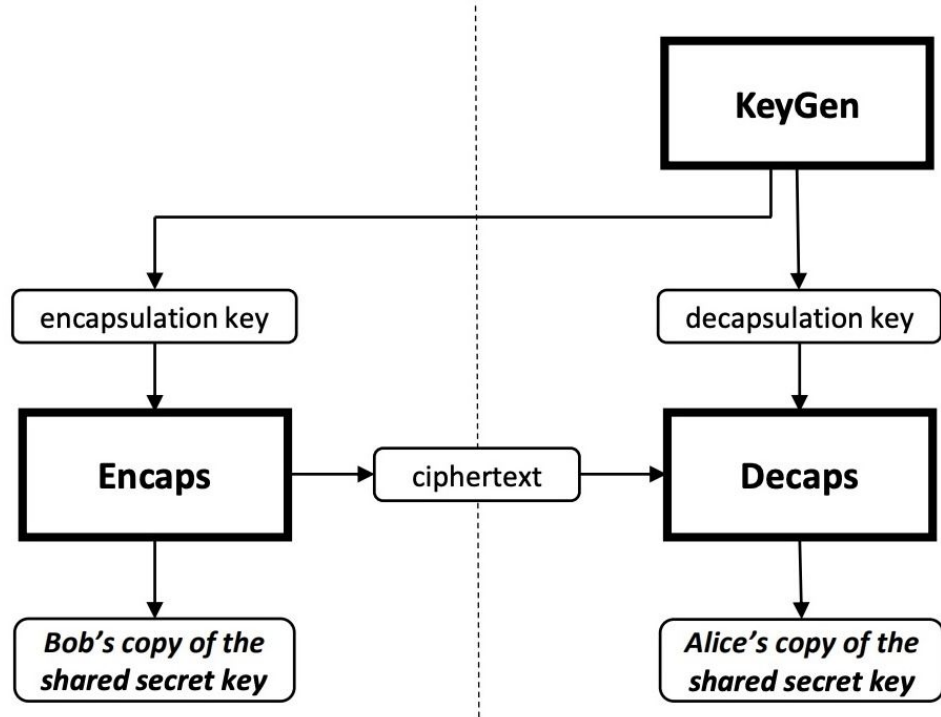 KeyGen
encapsulation key
decapsulation key
Encaps
ciphertext
Decaps
Bob’s copy of the
shared secret key
Alice’s copy of the
shared secret key